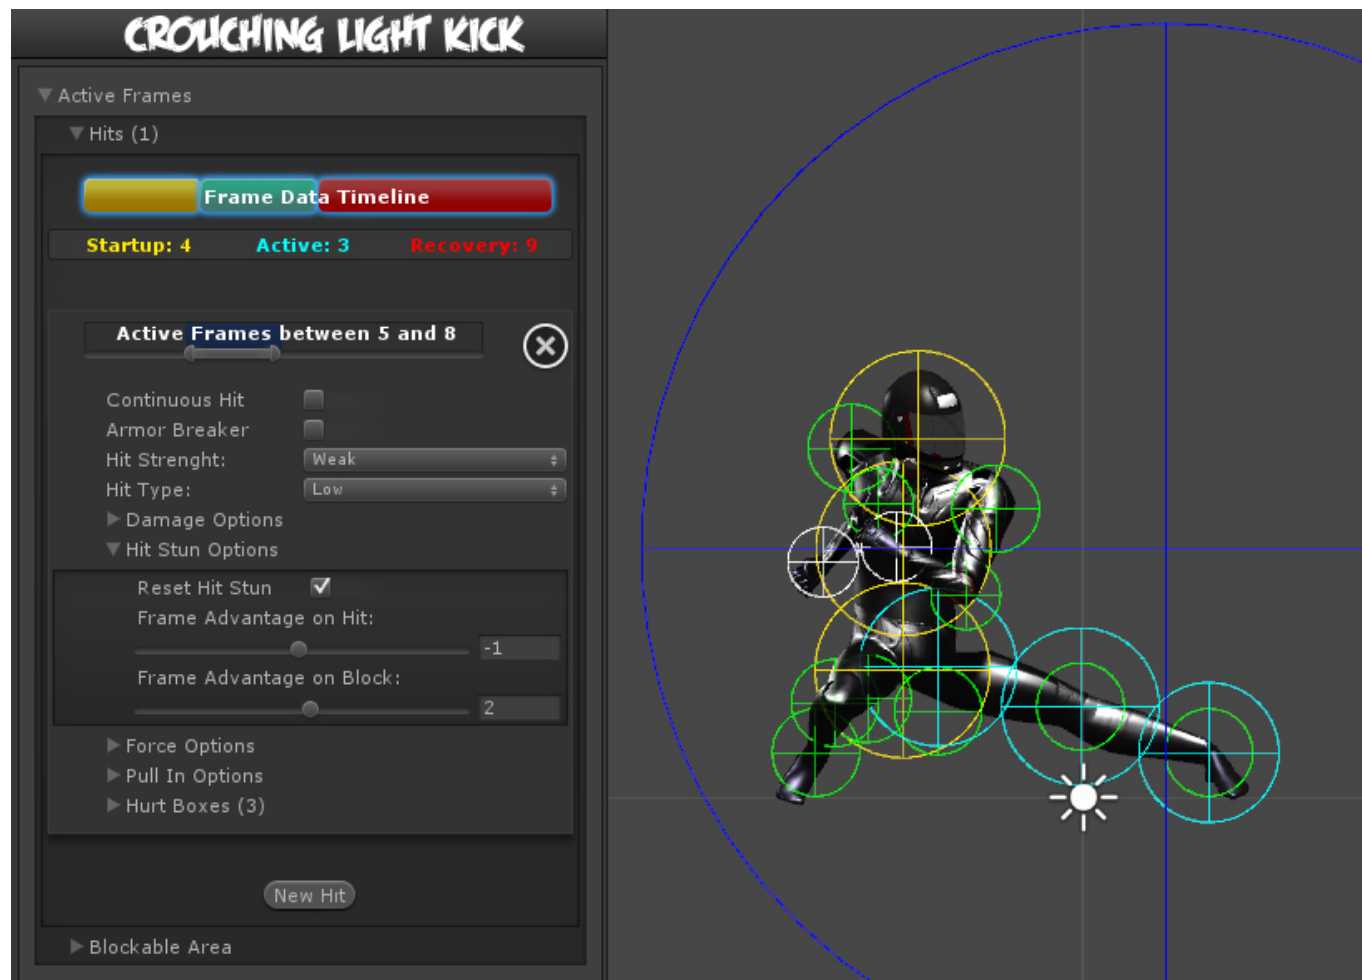 CROUCHING LIGHT KICK
Active Frames
Hits (1)
Frame Data Timeline
Startup: 4 Active: 3 Recovery: 9
Active Frames between 5 and 8
Continuous Hit
Armor Breaker
Hit Strenght: Weak
Hit Type: Low
Damage Options
Hit Stun Options
Reset Hit Stun
Frame Advantage on Hit:
-1
Frame Advantage on Block:
2
Force Options
Pull In Options
Hurt Boxes (3)
New Hit
Blockable Area